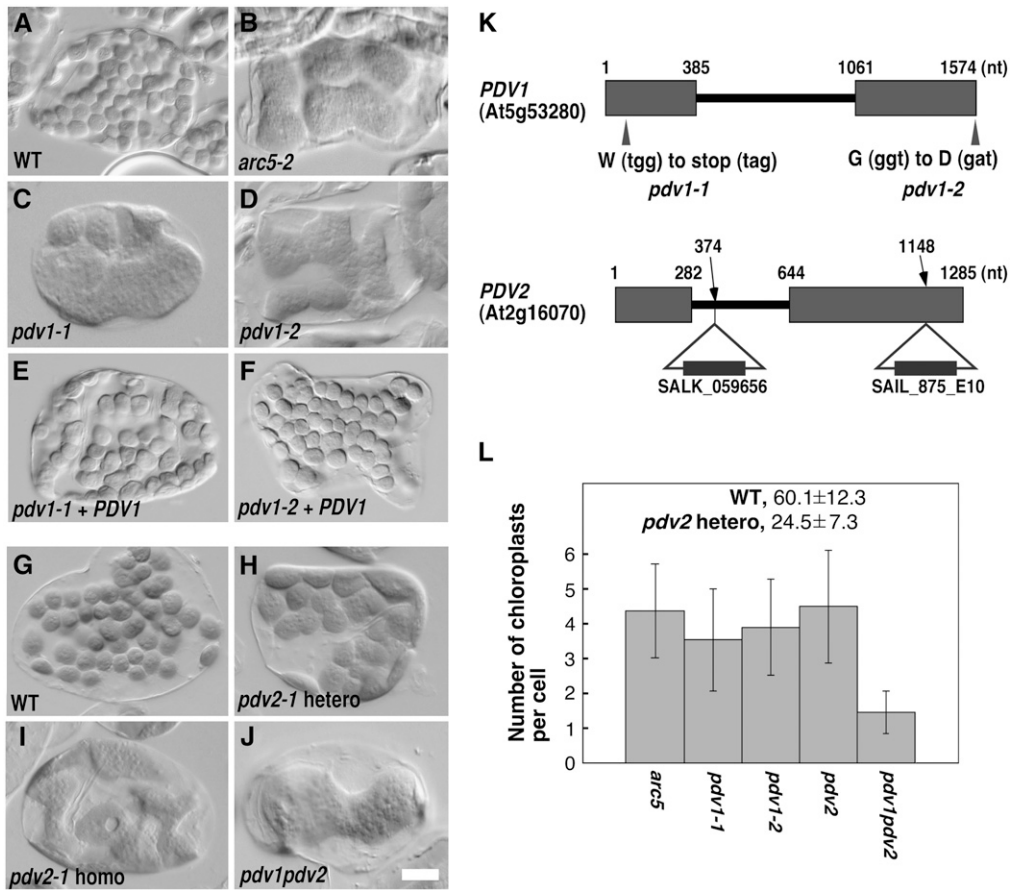 A
WT
B
arc5-2
C
pdv1-1
D
pdv1-2
E
pdv1-1 + PDV1
F
pdv1-2 + PDV1
G
WT
H
pdv2-1 hetero
I
pdv2-1 homo
J
pdv1pdv2
K
1 385 1061 1574 (nt)
PDV1
(At5g53280)
W (tgg) to stop (tag)
pdv1-1
G (ggt) to D (gat)
pdv1-2
374 1148
1 282 644 1285 (nt)
PDV2
(At2g16070)
SALK_059656
SAIL_875_E10
L
WT, 60.1±12.3
pdv2 hetero, 24.5±7.3
Number of chloroplasts
per cell
6
5
4
3
2
1
0
arc5
pdv1-1
pdv1-2
pdv2
pdv1pdv2